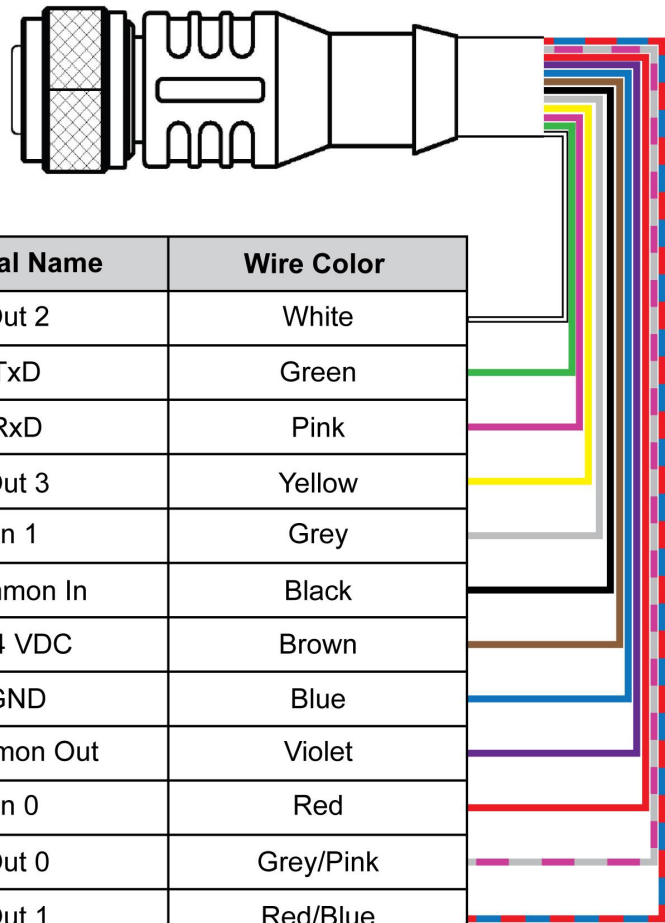 al Name Wire Color
Out 2 White
TxD Green
RxD Pink
Out 3 Yellow
n 1 Grey
mmon In Black
4 VDC Brown
GND Blue
mon Out Violet
n 0 Red
Out 0 Grey/Pink
Out 1 Red/Blue